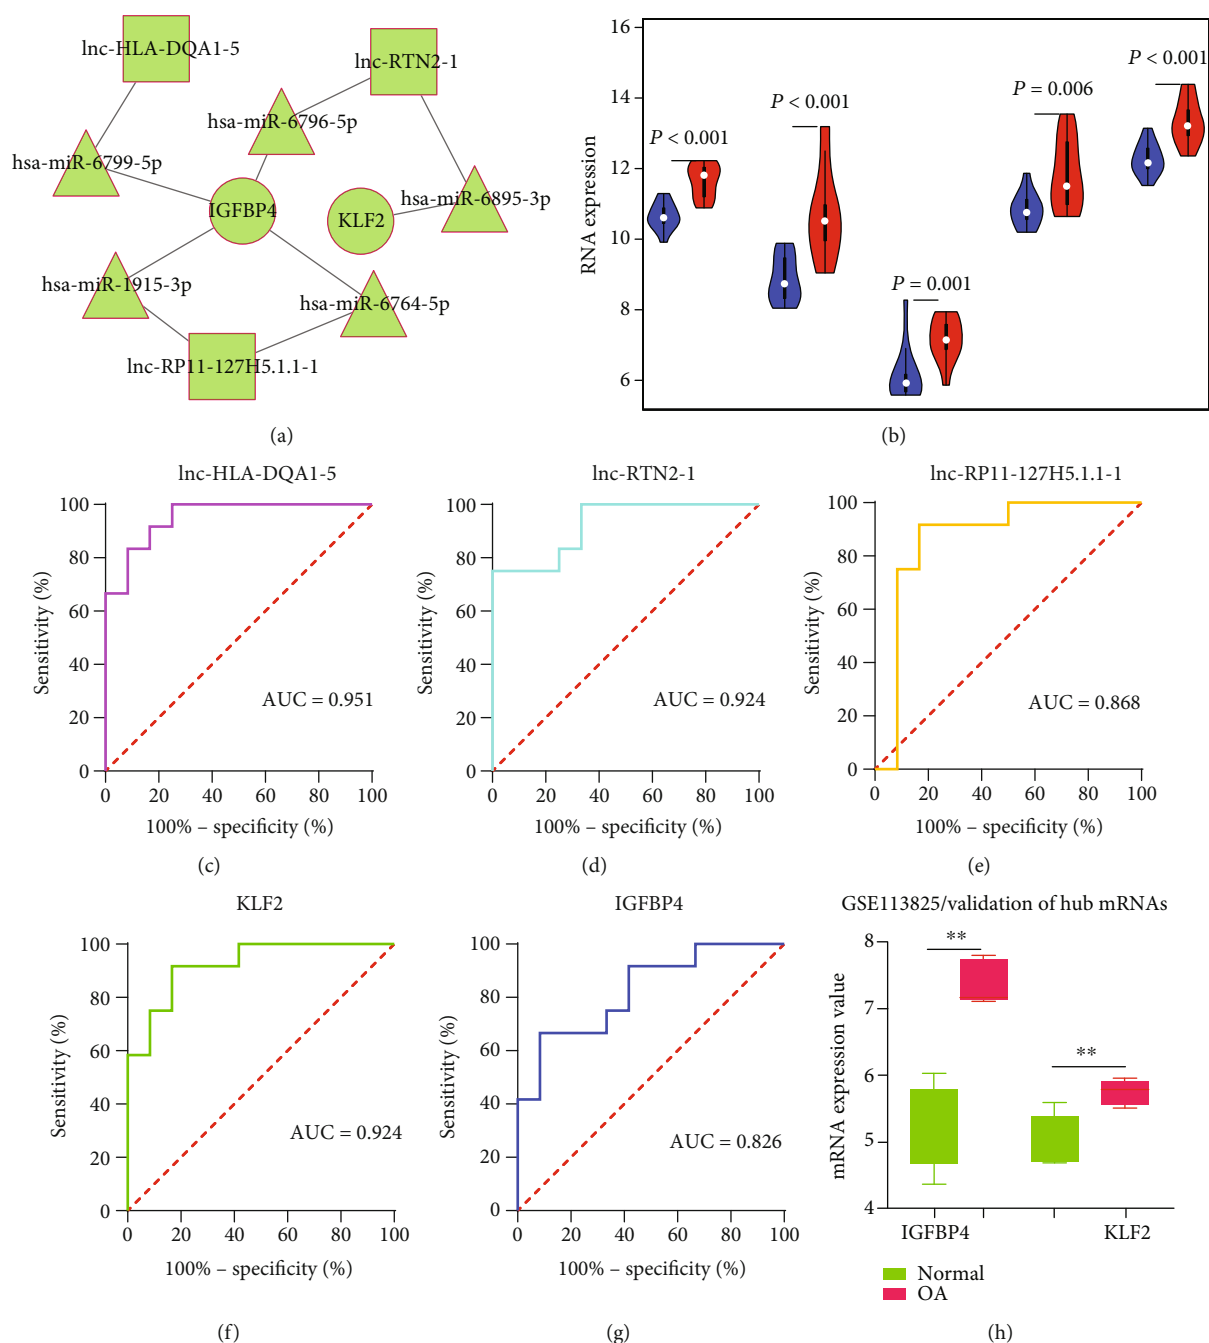 lnc-HLA-DQA1-5
lnc-RTN2-1
hsa-miR-6796-5p
hsa-miR-6799-5p
hsa-miR-6895-3p
IGFBP4
KLF2
hsa-miR-1915-3p
hsa-miR-6764-5p
lnc-RP11-127H5.1.1-1
(a)
16
14
12
10
8
6
RNA expression
P < 0.001
P < 0.001
P = 0.001
P = 0.006
P < 0.001
(b)
lnc-HLA-DQA1-5
100
80
60
40
20
0
Sensitivity (%)
AUC = 0.951
0 20 40 60 80 100
100% – specificity (%)
(c)
lnc-RTN2-1
100
80
60
40
20
0
Sensitivity (%)
AUC = 0.924
0 20 40 60 80 100
100% – specificity (%)
(d)
lnc-RP11-127H5.1.1-1
100
80
60
40
20
0
Sensitivity (%)
AUC = 0.868
0 20 40 60 80 100
100% – specificity (%)
(e)
KLF2
100
80
60
40
20
0
Sensitivity (%)
AUC = 0.924
0 20 40 60 80 100
100% – specificity (%)
(f)
IGFBP4
100
80
60
40
20
0
Sensitivity (%)
AUC = 0.826
0 20 40 60 80 100
100% – specificity (%)
(g)
GSE113825/validation of hub mRNAs
8
7
6
5
4
mRNA expression value
**
**
IGFBP4 KLF2
Normal
OA
(h)